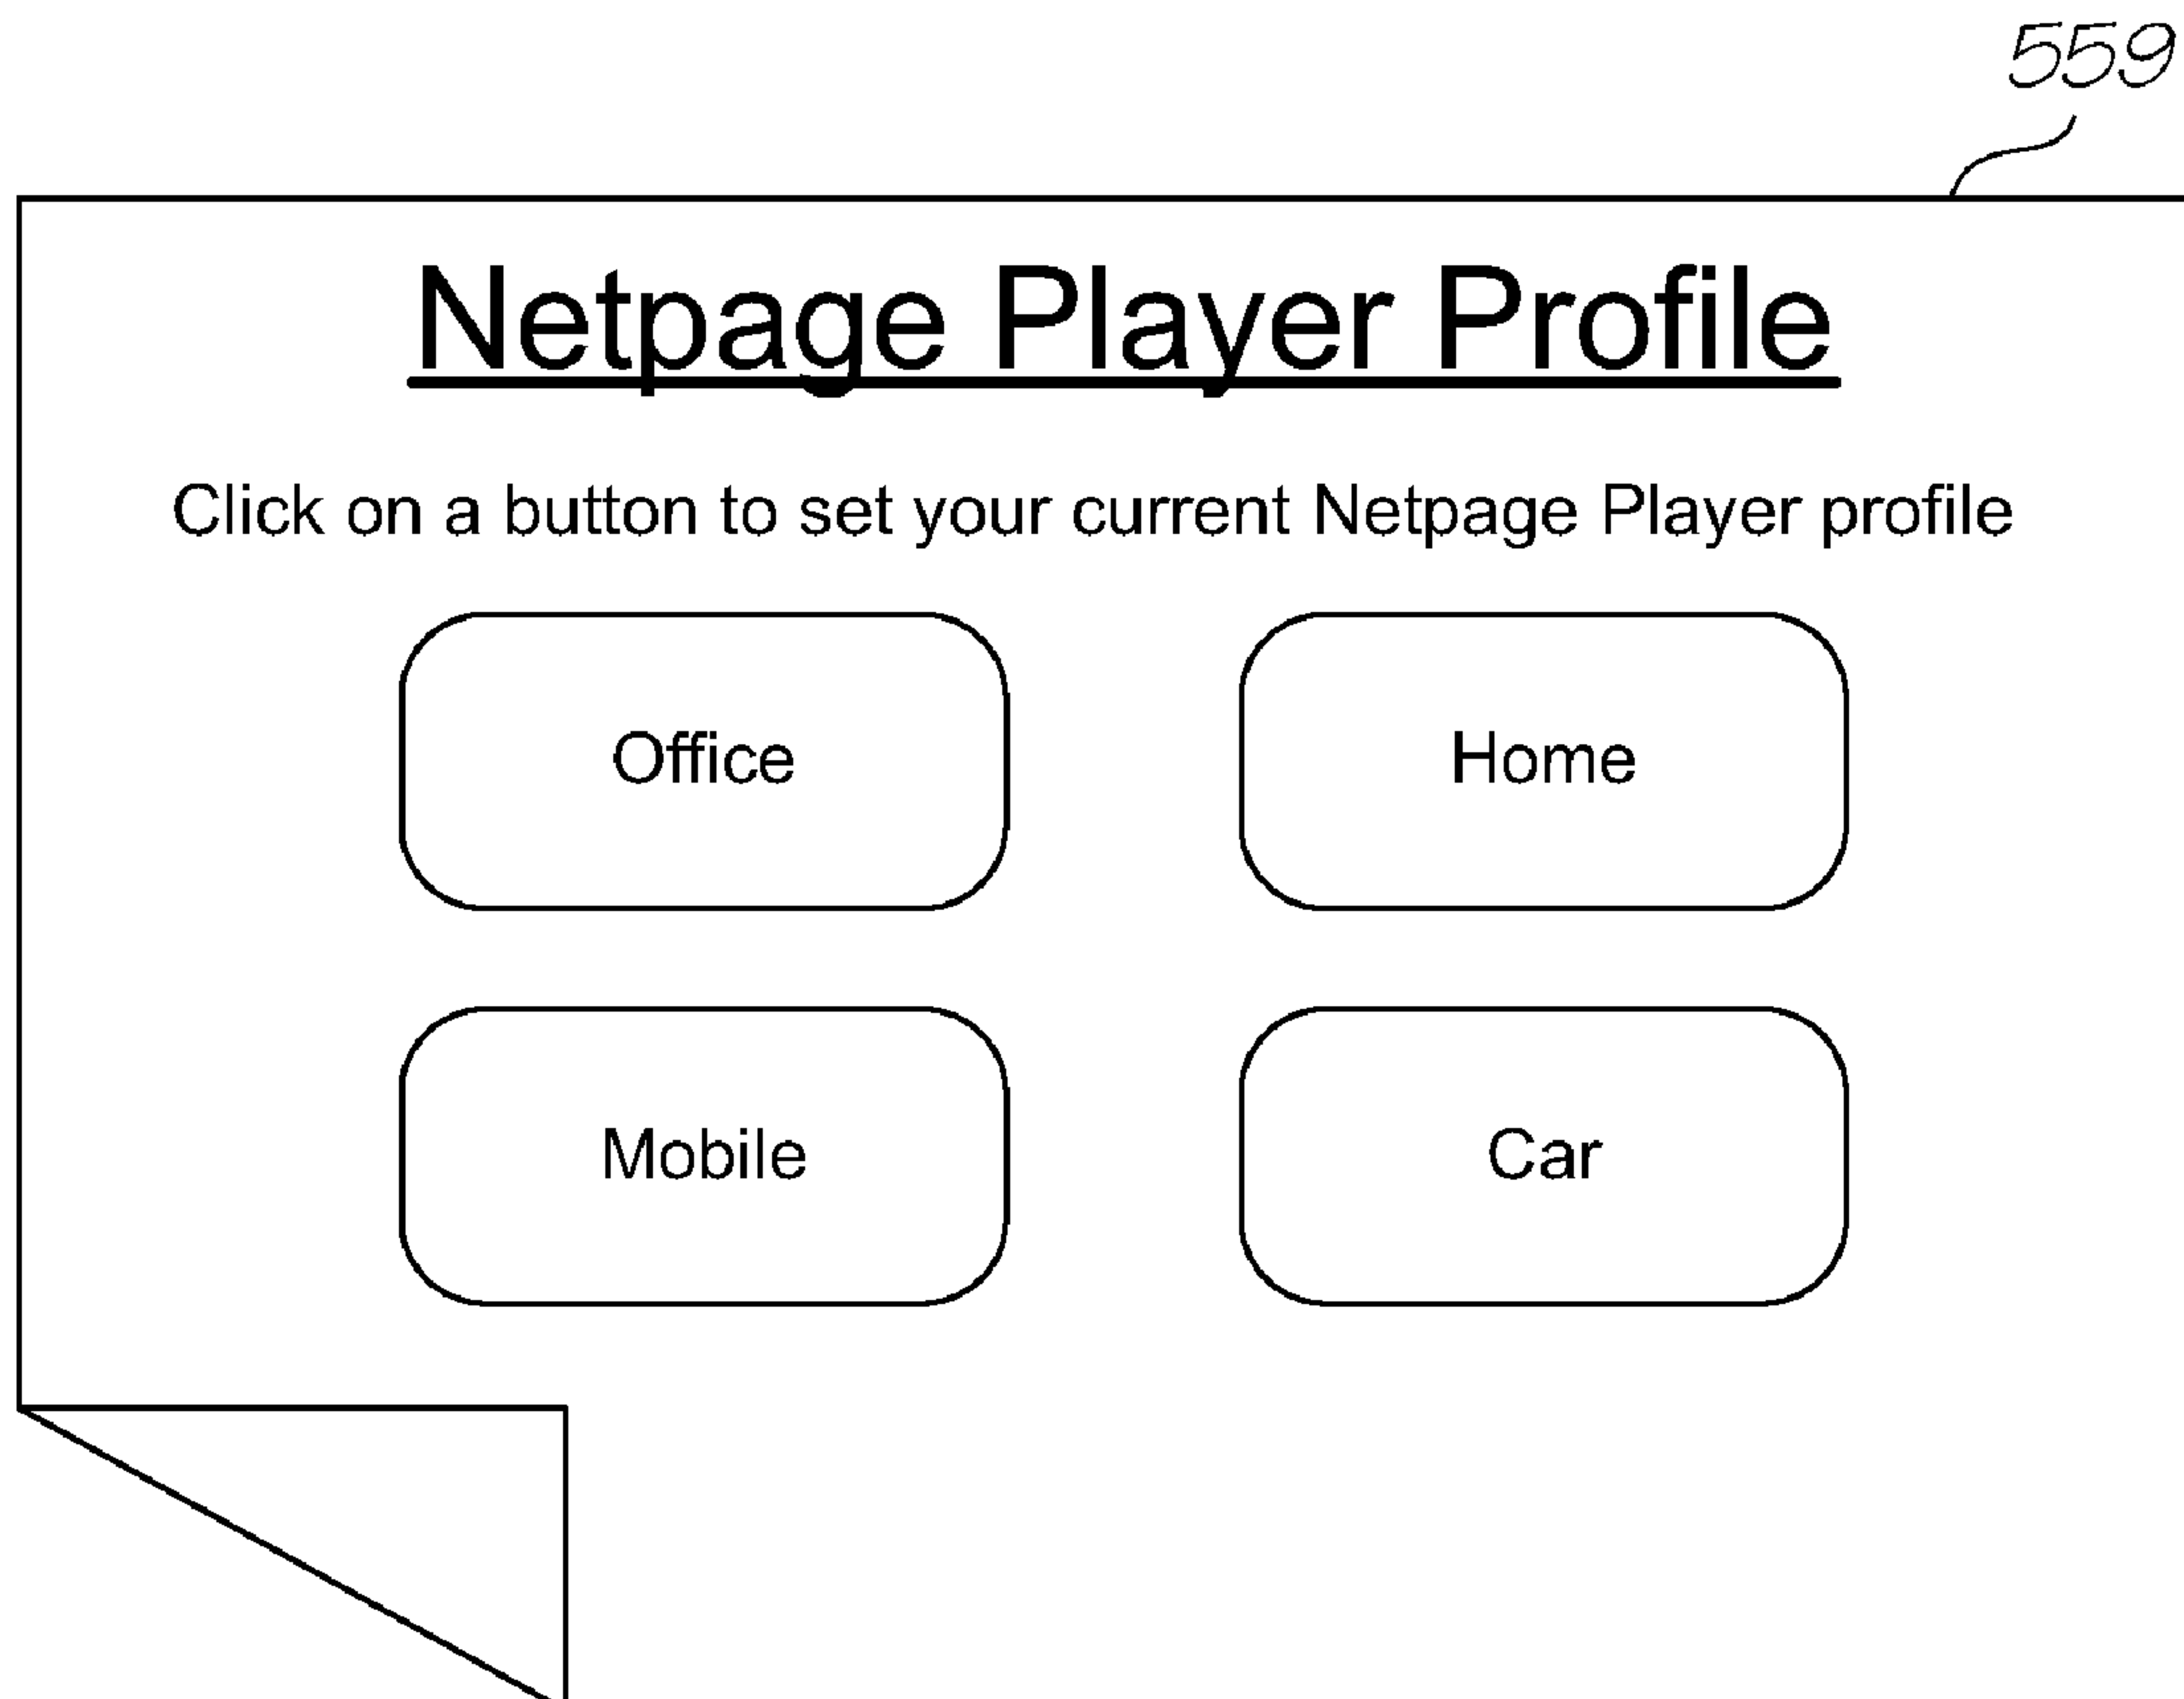 559
Netpage Player Profile
Click on a button to set your current Netpage Player profile
Office Home
Mobile Car